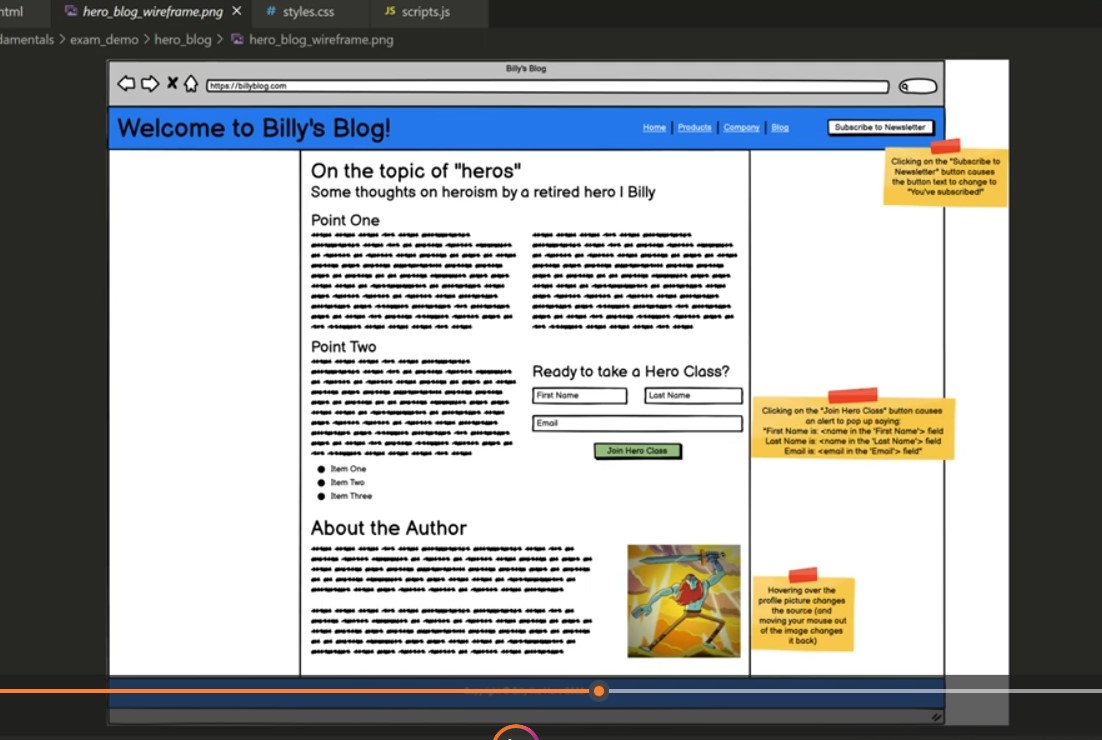 html
hero_blog_wireframe.png
# styles.css
JS scripts.js
damentals > exam_demo > hero_blog > hero_blog_wireframe.png
Billy's Blog
https://billyblog.com
Welcome to Billy's Blog!
Home | Products | Company | Blog
Subscribe to Newsletter
Clicking on the "Subscribe to
Newsletter" button causes
the button text to change to
"You've subscribed!"
On the topic of "heros"
Some thoughts on heroism by a retired hero | Billy
Point One
Point Two
Ready to take a Hero Class?
First Name
Last Name
Email
Join Hero Class
Clicking on the "Join Hero Class" button causes
an alert to pop up saying:
"First Name is: <name in the 'First Name'> field
Last Name is: <name in the 'Last Name'> field
Email is: <email in the 'Email'> field"
Item One
Item Two
Item Three
About the Author
Hovering over the
profile picture changes
the source (and
moving your mouse out
of the image changes
it back)